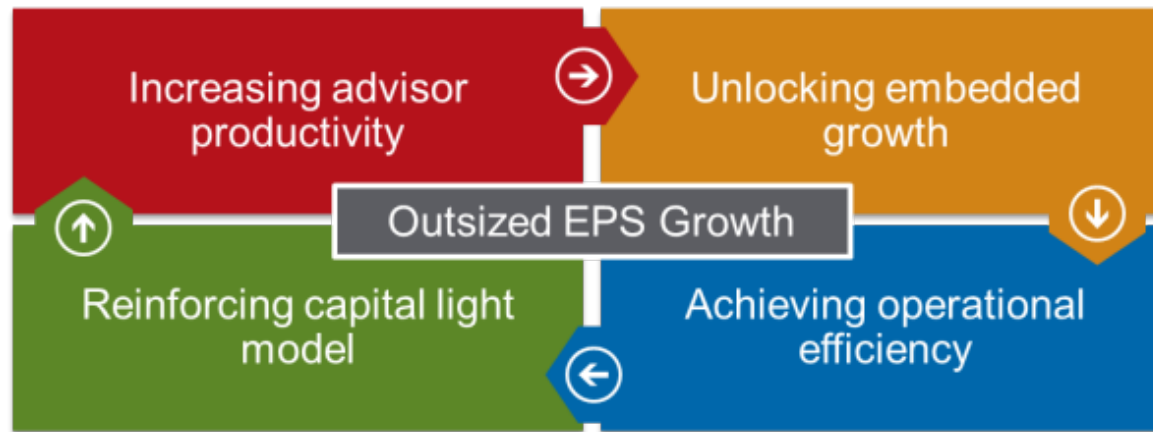 Increasing advisor
productivity
Unlocking embedded
growth
Outsized EPS Growth
Reinforcing capital light
model
Achieving operational
efficiency